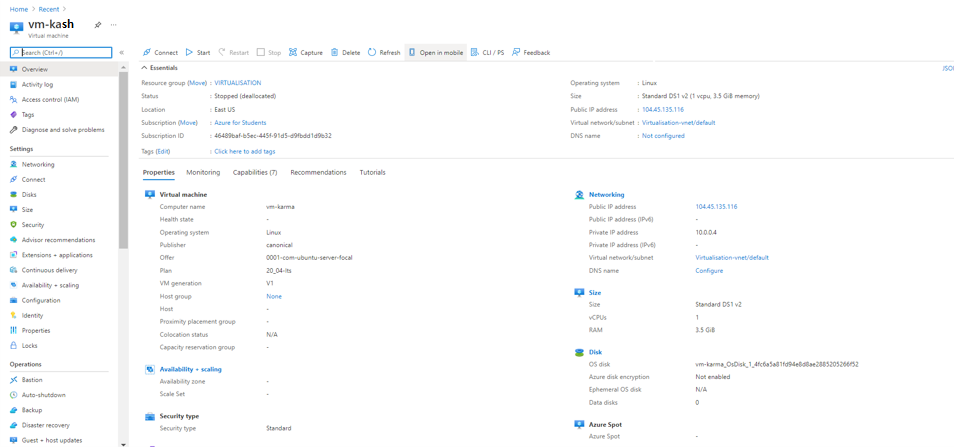 Home > Recent >
vm-kash
Virtual machine
Search (Ctrl+/)
Overview
Activity log
Access control (IAM)
Tags
Diagnose and solve problems
Settings
Networking
Connect
Disks
Size
Security
Advisor recommendations
Extensions + applications
Continuous delivery
Availability + scaling
Configuration
Identity
Properties
Locks
Operations
Bastion
Auto-shutdown
Backup
Disaster recovery
Guest + host updates
Connect Start Restart Stop Capture Delete Refresh Open in mobile CLI / PS Feedback
Essentials
JSO
Resource group (Move) : VIRTUALISATION
Status : Stopped (deallocated)
Location : East US
Subscription (Move) : Azure for Students
Subscription ID : 46489baf-b5ec-445f-91d5-d9fbdd1d9b32
Tags (Edit) : Click here to add tags
Operating system : Linux
Size : Standard DS1 v2 (1 vcpu, 3.5 GiB memory)
Public IP address : 104.45.135.116
Virtual network/subnet : Virtualisation-vnet/default
DNS name : Not configured
Properties Monitoring Capabilities (7) Recommendations Tutorials
Virtual machine
Computer name vm-karma
Health state -
Operating system Linux
Publisher canonical
Offer 0001-com-ubuntu-server-focal
Plan 20_04-lts
VM generation V1
Host group None
Host -
Proximity placement group -
Colocation status N/A
Capacity reservation group -
Availability + scaling
Availability zone -
Scale Set -
Security type
Security type Standard
Networking
Public IP address 104.45.135.116
Public IP address (IPv6) -
Private IP address 10.0.0.4
Private IP address (IPv6) -
Virtual network/subnet Virtualisation-vnet/default
DNS name Configure
Size
Size Standard DS1 v2
vCPUs 1
RAM 3.5 GiB
Disk
OS disk vm-karma_OsDisk_1_4fc6a5a81fd94e8d8ae2885205266f52
Azure disk encryption Not enabled
Ephemeral OS disk N/A
Data disks 0
Azure Spot
Azure Spot -